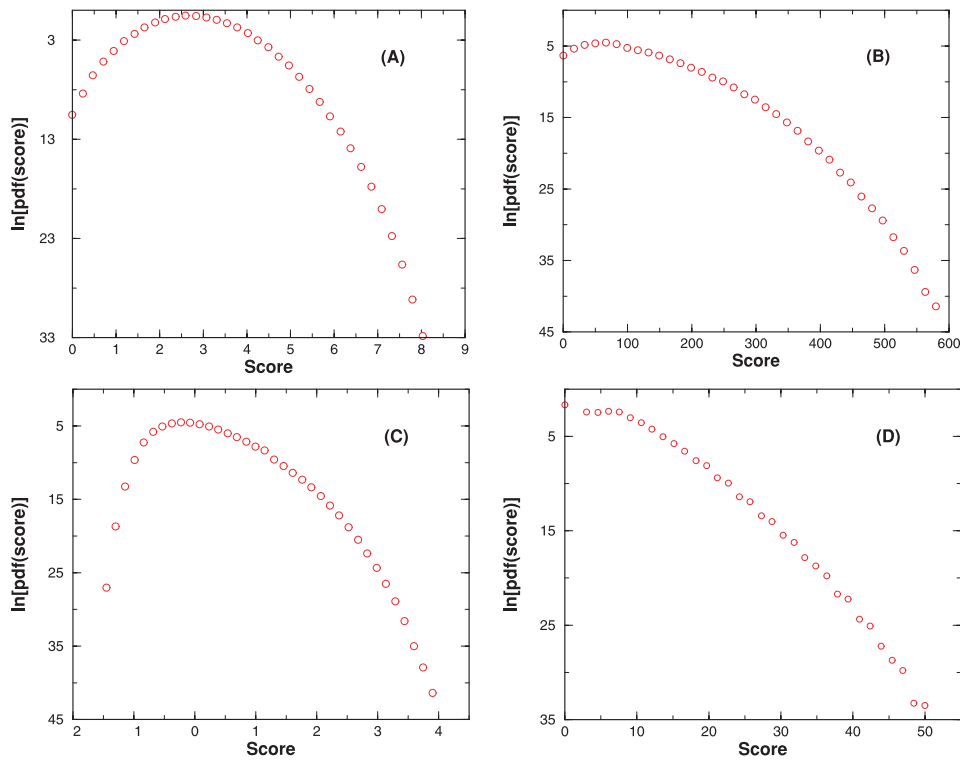 (A)
ln[pdf(score)]
3
13
23
33
0 1 2 3 4 5 6 7 8 9
Score
(B)
ln[pdf(score)]
5
15
25
35
45
0 100 200 300 400 500 600
Score
(C)
ln[pdf(score)]
5
15
25
35
45
2 1 0 1 2 3 4
Score
(D)
ln[pdf(score)]
5
15
25
35
0 10 20 30 40 50
Score